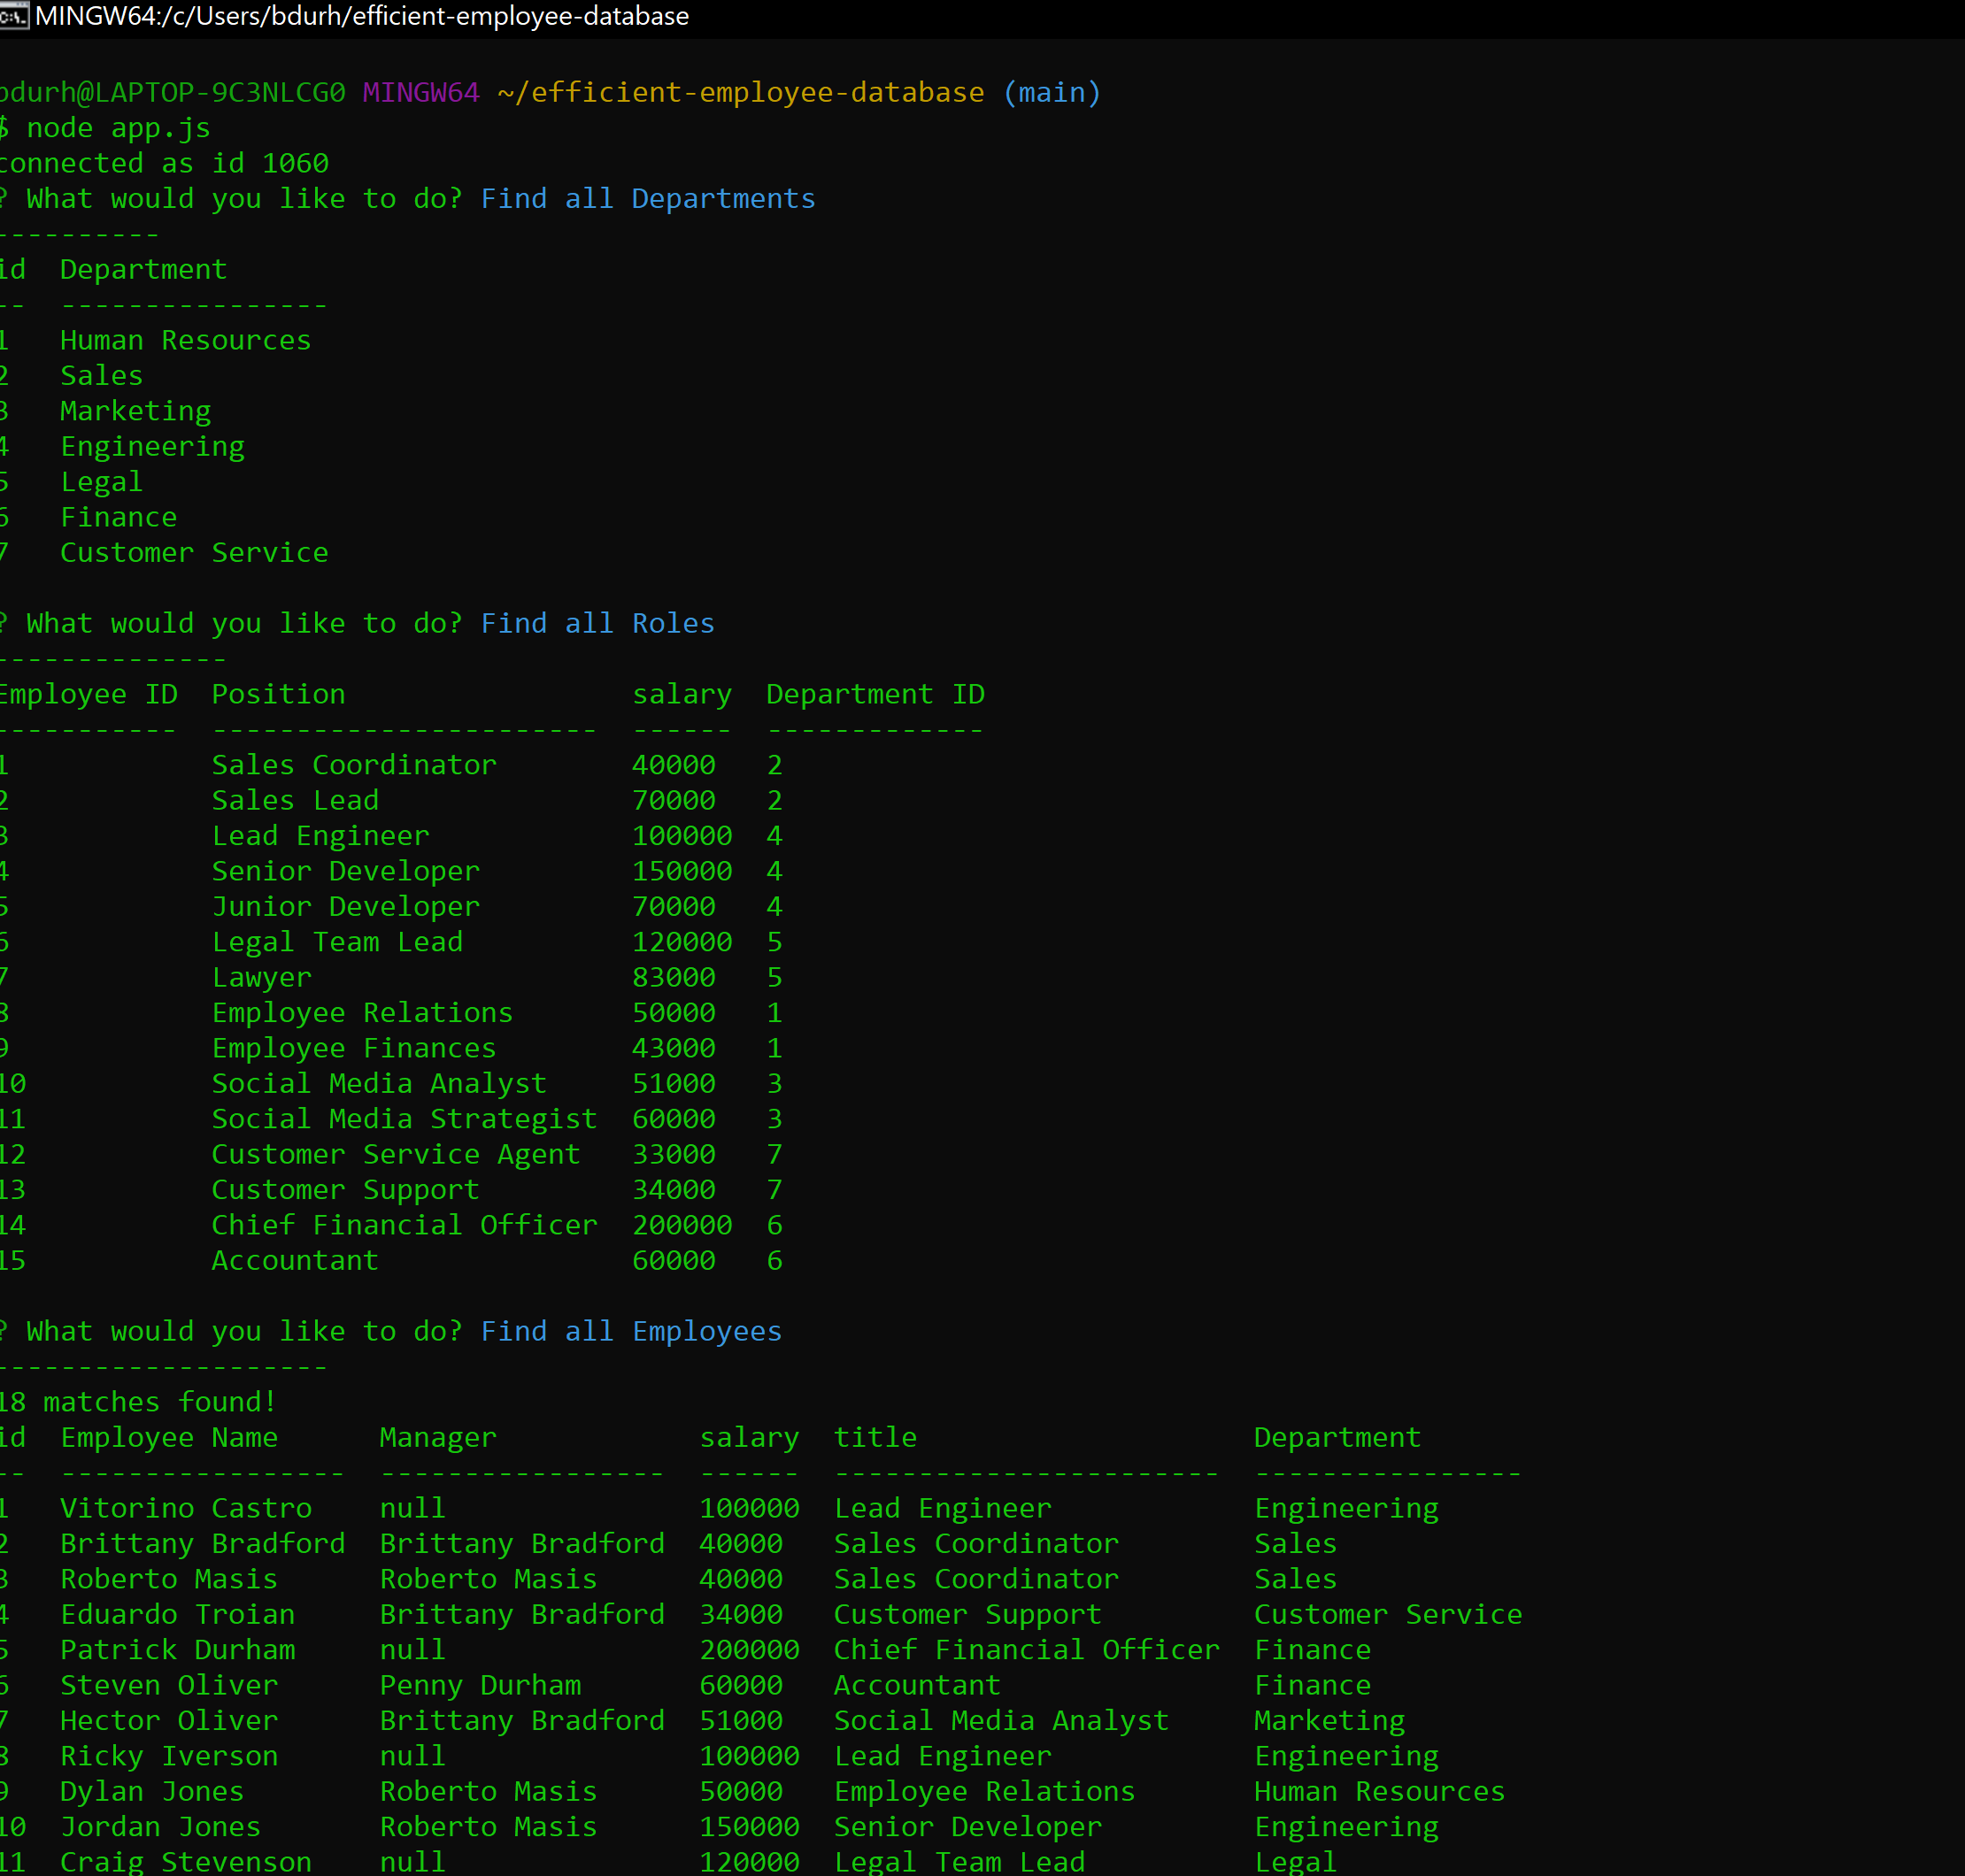 MINGW64:/c/Users/bdurh/efficient-employee-database
bdurh@LAPTOP-9C3NLCG0 MINGW64 ~/efficient-employee-database (main)
$ node app.js
connected as id 1060
? What would you like to do? Find all Departments
----------
id  Department
--  ----------------
1   Human Resources
2   Sales
3   Marketing
4   Engineering
5   Legal
6   Finance
7   Customer Service
? What would you like to do? Find all Roles
--------------
Employee ID  Position                 salary  Department ID
-----------  -----------------------  ------  -------------
1            Sales Coordinator        40000   2
2            Sales Lead               70000   2
3            Lead Engineer            100000  4
4            Senior Developer         150000  4
5            Junior Developer         70000   4
6            Legal Team Lead          120000  5
7            Lawyer                   83000   5
8            Employee Relations       50000   1
9            Employee Finances        43000   1
10           Social Media Analyst     51000   3
11           Social Media Strategist  60000   3
12           Customer Service Agent   33000   7
13           Customer Support         34000   7
14           Chief Financial Officer  200000  6
15           Accountant               60000   6
? What would you like to do? Find all Employees
--------------------
18 matches found!
id  Employee Name      Manager            salary  title                    Department
--  -----------------  -----------------  ------  -----------------------  ----------------
1   Vitorino Castro    null               100000  Lead Engineer            Engineering
2   Brittany Bradford  Brittany Bradford  40000   Sales Coordinator        Sales
3   Roberto Masis      Roberto Masis      40000   Sales Coordinator        Sales
4   Eduardo Troian     Brittany Bradford  34000   Customer Support         Customer Service
5   Patrick Durham     null               200000  Chief Financial Officer  Finance
6   Steven Oliver      Penny Durham       60000   Accountant               Finance
7   Hector Oliver      Brittany Bradford  51000   Social Media Analyst     Marketing
8   Ricky Iverson      null               100000  Lead Engineer            Engineering
9   Dylan Jones        Roberto Masis      50000   Employee Relations       Human Resources
10  Jordan Jones       Roberto Masis      150000  Senior Developer         Engineering
11  Craig Stevenson    null               120000  Legal Team Lead          Legal